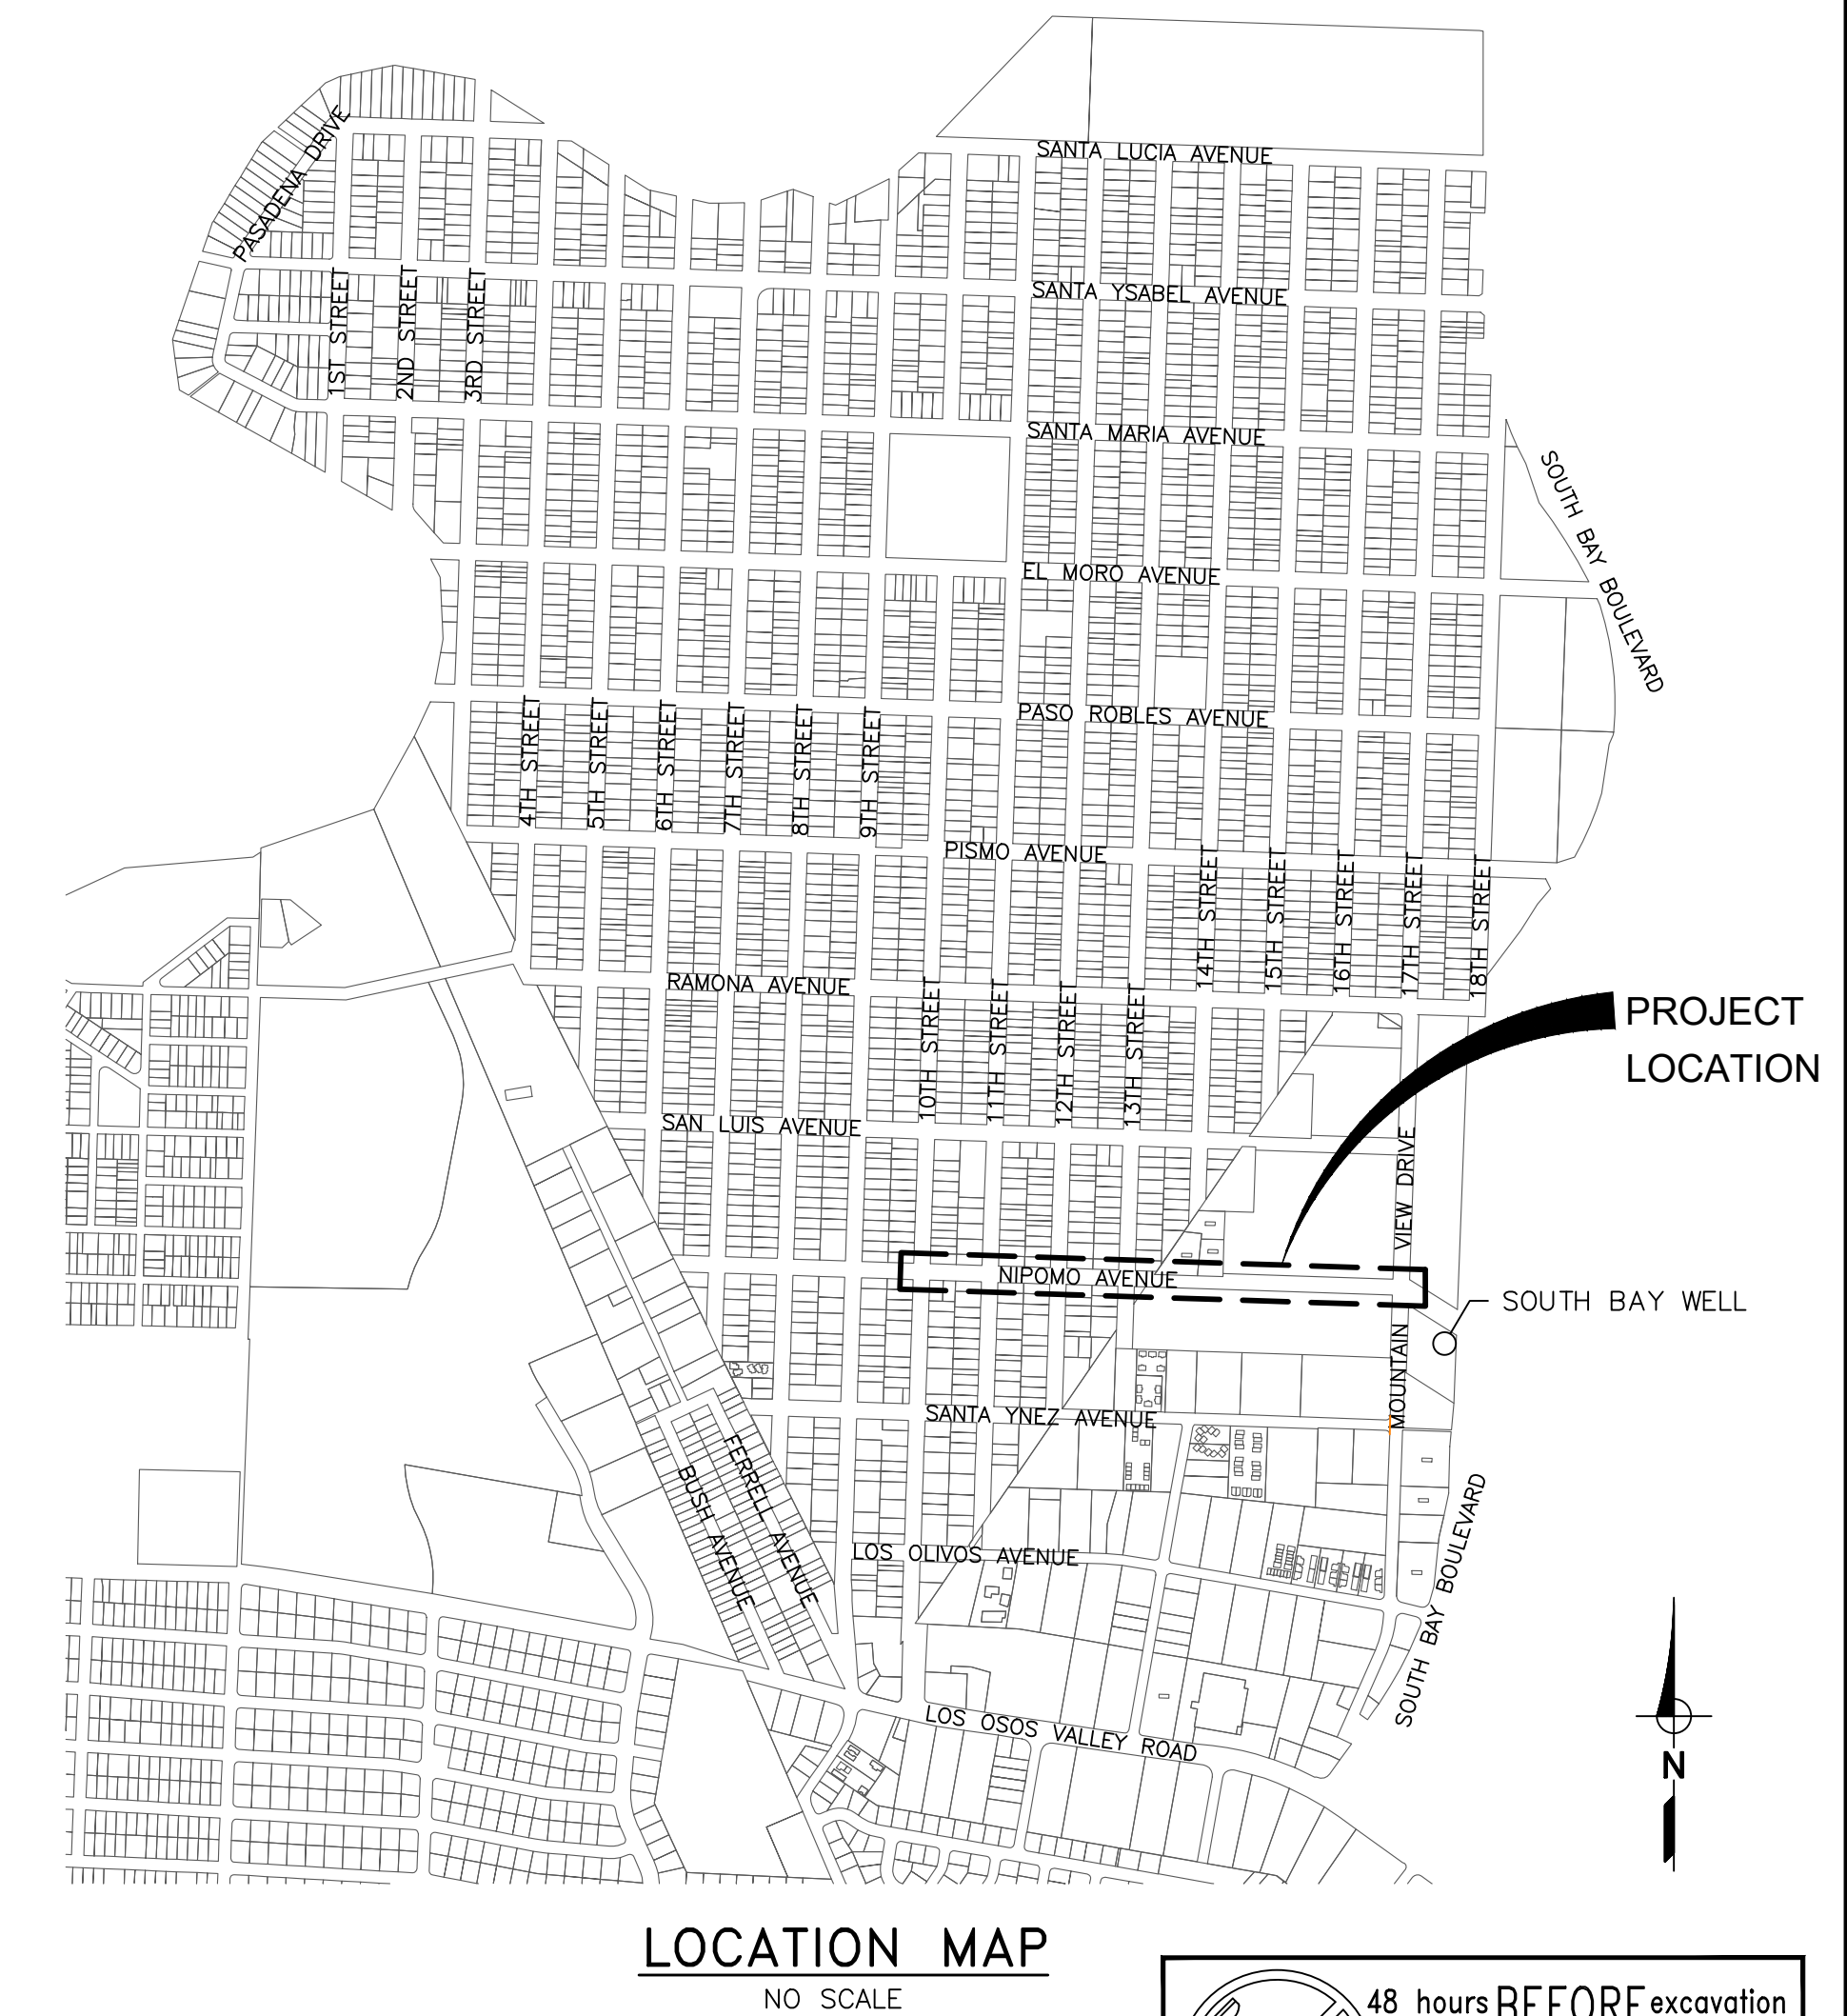 SANTA LUCIA AVENUE
PASADENA DRIVE
SANTA YSABEL AVENUE
1ST STREET
2ND STREET
3RD STREET
SANTA MARIA AVENUE
SOUTH BAY BOULEVARD
EL MORO AVENUE
PASO ROBLES AVENUE
4TH STREET
5TH STREET
6TH STREET
7TH STREET
8TH STREET
9TH STREET
PISMO AVENUE
14TH STREET
15TH STREET
16TH STREET
17TH STREET
18TH STREET
RAMONA AVENUE
10TH STREET
11TH STREET
12TH STREET
13TH STREET
PROJECT
LOCATION
SAN LUIS AVENUE
MOUNTAIN VIEW DRIVE
NIPOMO AVENUE
SOUTH BAY WELL
SANTA YNEZ AVENUE
FERRELL AVENUE
BUSH AVENUE
SOUTH BAY BOULEVARD
LOS OLIVOS AVENUE
LOS OSOS VALLEY ROAD
N
LOCATION MAP
NO SCALE
48 hours BEFORE excavation